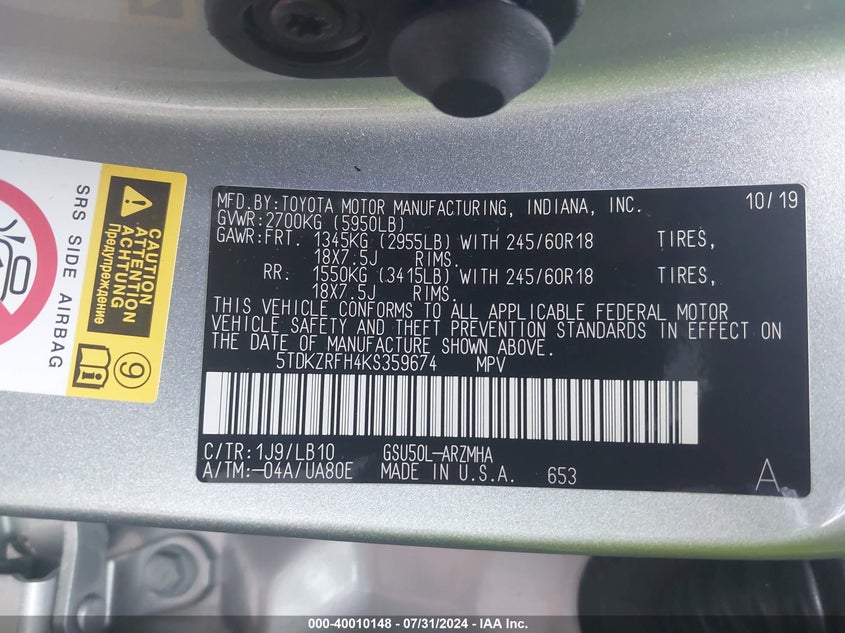 MFD.BY:TOYOTA MOTOR MANUFACTURING, INDIANA, INC. 10/19
GVWR:2700KG (5950LB)
GAWR:FRT. 1345KG (2955LB) WITH 245/60R18 TIRES,
18X7.5J RIMS.
RR. 1550KG (3415LB) WITH 245/60R18 TIRES,
18X7.5J RIMS.
THIS VEHICLE CONFORMS TO ALL APPLICABLE FEDERAL MOTOR
VEHICLE SAFETY AND THEFT PREVENTION STANDARDS IN EFFECT ON
THE DATE OF MANUFACTURE SHOWN ABOVE.
5TDKZRFH4KS359674 MPV
C/TR:1J9/LB10 GSU50L-ARZMHA
A/TM:-04A/UA80E MADE IN U.S.A. 653 A
CAUTION
ATTENTION
ACHTUNG
Предупреждение
SRS SIDE AIRBAG
9
000-40010148 - 07/31/2024 - IAA Inc.